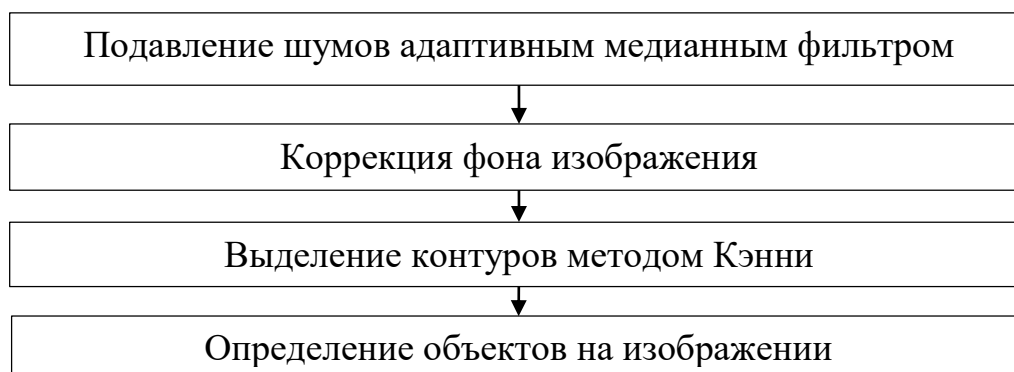 Подавление шумов адаптивным медианным фильтром
Коррекция фона изображения
Выделение контуров методом Кэнни
Определение объектов на изображении